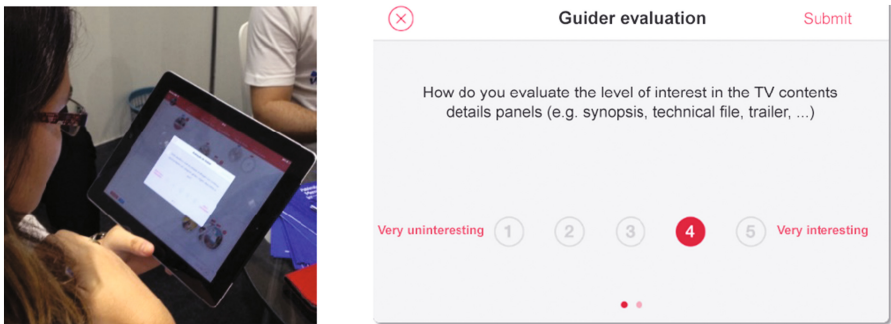 Guider evaluation
Submit
How do you evaluate the level of interest in the TV contents
details panels (e.g. synopsis, technical file, trailer, ...)
Very uninteresting 1 2 3 4 5 Very interesting